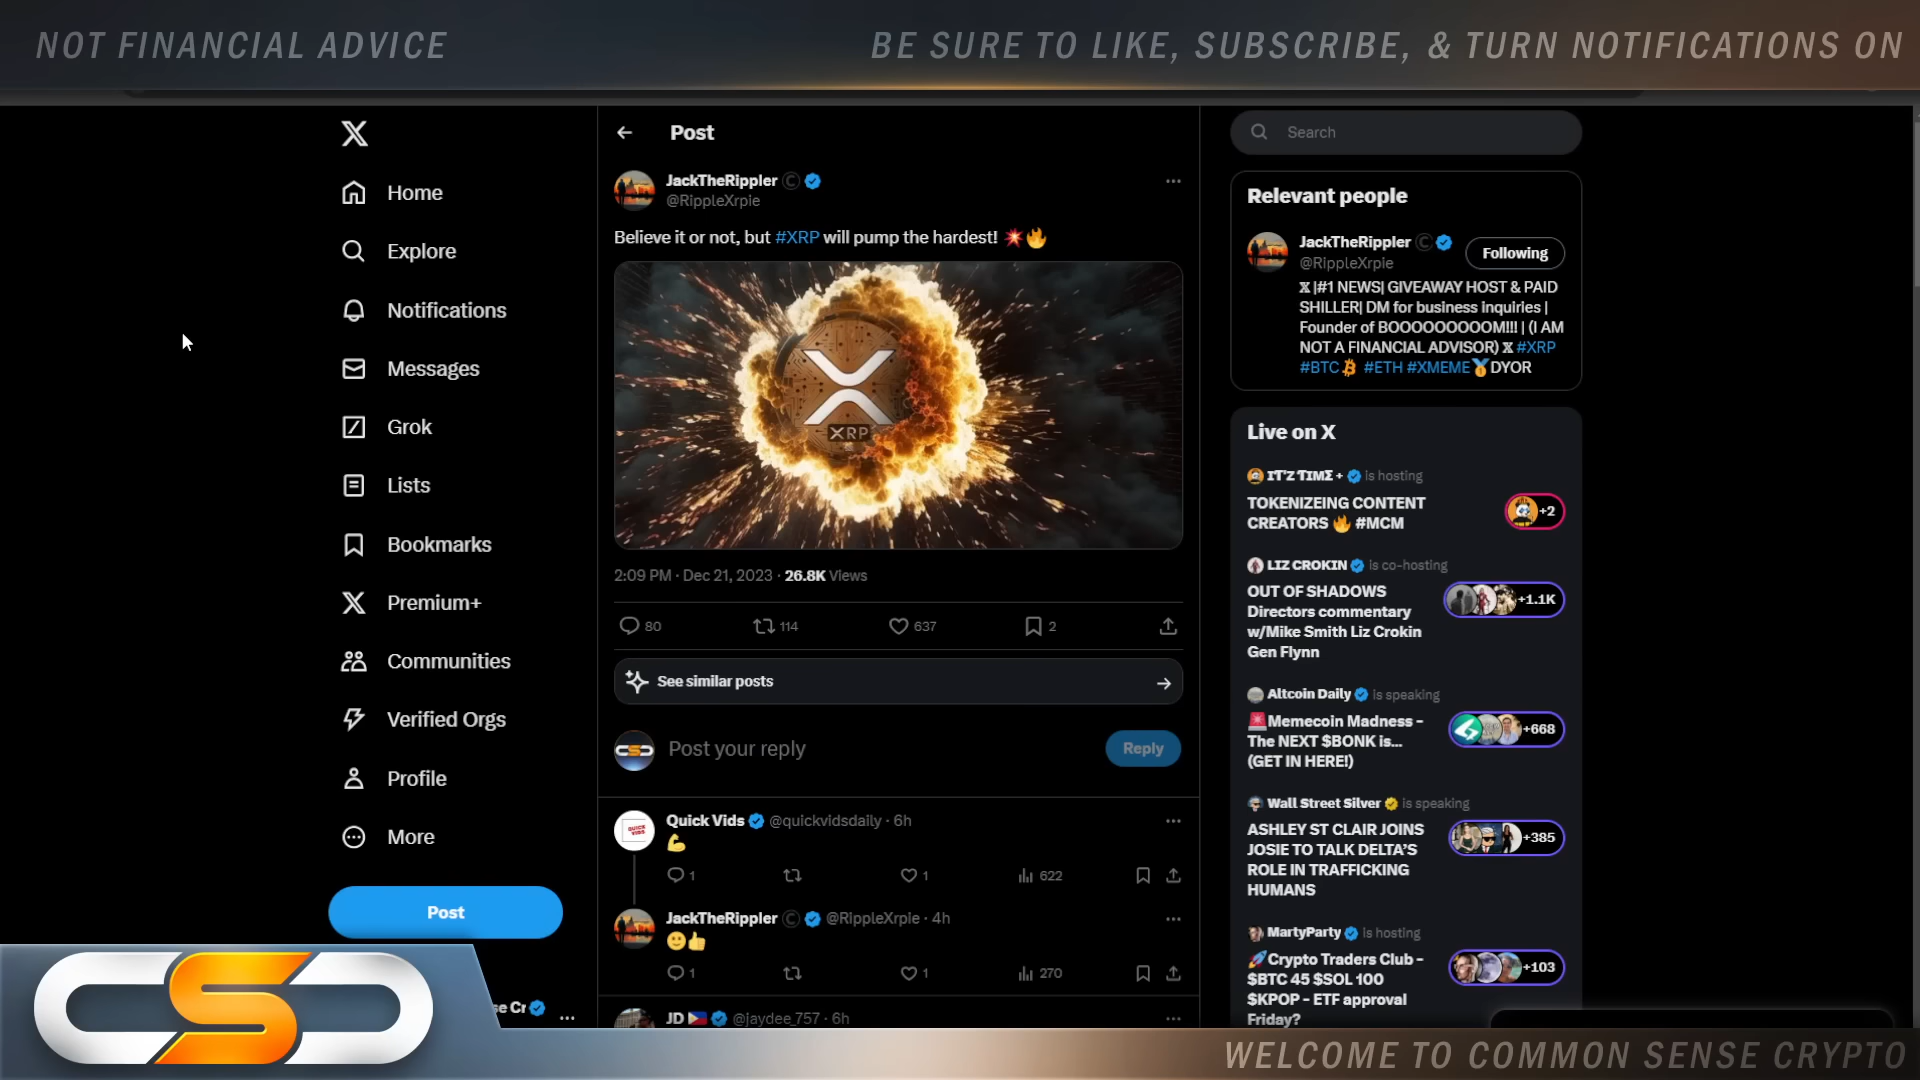 NOT FINANCIAL ADVICE
BE SURE TO LIKE, SUBSCRIBE, & TURN NOTIFICATIONS ON
Home
Explore
Notifications
Messages
Grok
Lists
Bookmarks
Premium+
Communities
Verified Orgs
Profile
More
Post
se Cr
Post
JackTheRippler ©
@RippleXrpie
Believe it or not, but #XRP will pump the hardest! 💥🔥
XRP
2:09 PM · Dec 21, 2023 · 26.8K Views
80 114 637 2
See similar posts
Post your reply
Reply
Quick Vids @quickvidsdaily · 6h
💪
1 1 622
JackTheRippler © @RippleXrpie · 4h
🙂👍
1 1 270
JD 🇵🇭 @jaydee_757 · 6h
Search
Relevant people
JackTheRippler ©
@RippleXrpie
Following
𝕏 |#1 NEWS| GIVEAWAY HOST & PAID
SHILLER| DM for business inquiries |
Founder of BOOOOOOOOOM!!! | (I AM
NOT A FINANCIAL ADVISOR) 𝕏 #XRP
#BTC #ETH #XMEME🥇DYOR
Live on X
IT'Z TIMΣ + is hosting
TOKENIZEING CONTENT
CREATORS 🔥 #MCM
+2
LIZ CROKIN is co-hosting
OUT OF SHADOWS
Directors commentary
w/Mike Smith Liz Crokin
Gen Flynn
+1.1K
Altcoin Daily is speaking
🚨Memecoin Madness -
The NEXT $BONK is...
(GET IN HERE!)
+668
Wall Street Silver is speaking
ASHLEY ST CLAIR JOINS
JOSIE TO TALK DELTA'S
ROLE IN TRAFFICKING
HUMANS
+385
MartyParty is hosting
🚀Crypto Traders Club -
$BTC 45 $SOL 100
$KPOP - ETF approval
Friday?
+103
CSC
WELCOME TO COMMON SENSE CRYPTO